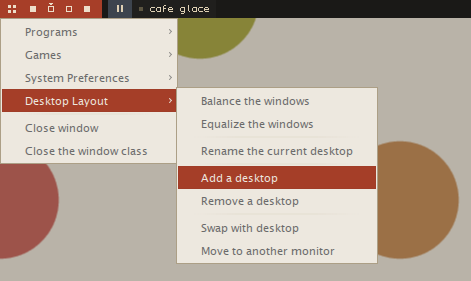 cafe glace
Programs
Games
System Preferences
Desktop Layout
Close window
Close the window class
Balance the windows
Equalize the windows
Rename the current desktop
Add a desktop
Remove a desktop
Swap with desktop
Move to another monitor